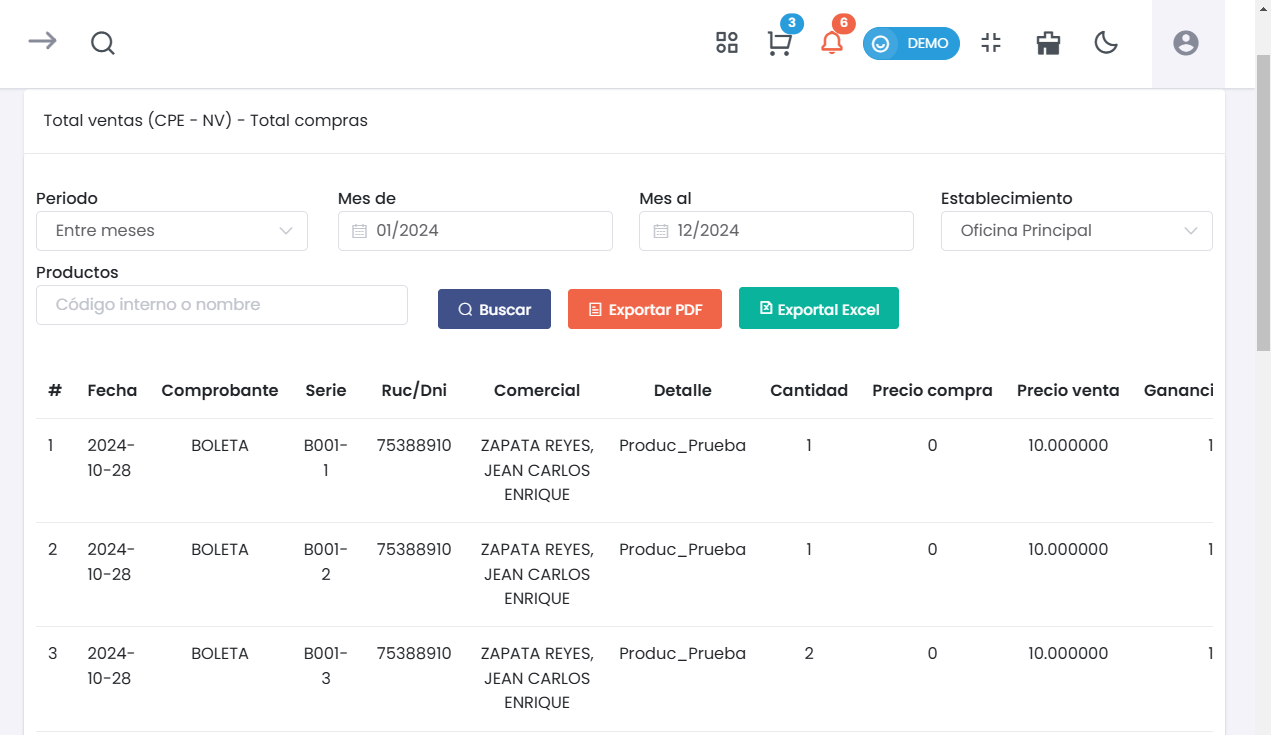 3
6
DEMO
Total ventas (CPE - NV) - Total compras
Periodo
Mes de
Mes al
Establecimiento
Entre meses
01/2024
12/2024
Oficina Principal
Productos
Código interno o nombre
Buscar
Exportar PDF
Exportal Excel
# Fecha Comprobante Serie Ruc/Dni Comercial Detalle Cantidad Precio compra Precio venta Gananci
1 2024- BOLETA B001- 75388910 ZAPATA REYES, Produc_Prueba 1 0 10.000000 1
10-28 1 JEAN CARLOS
ENRIQUE
2 2024- BOLETA B001- 75388910 ZAPATA REYES, Produc_Prueba 1 0 10.000000 1
10-28 2 JEAN CARLOS
ENRIQUE
3 2024- BOLETA B001- 75388910 ZAPATA REYES, Produc_Prueba 2 0 10.000000 1
10-28 3 JEAN CARLOS
ENRIQUE